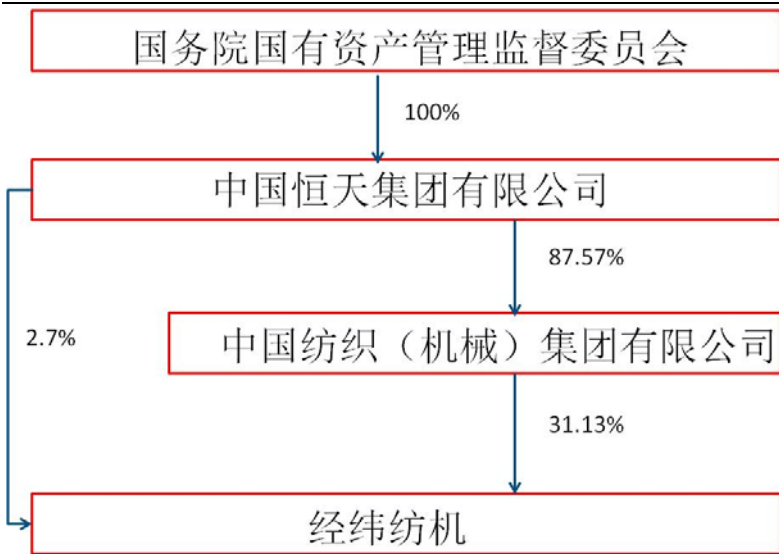 国务院国有资产管理监督委员会
100%
中国恒天集团有限公司
87.57%
2.7%
中国纺织（机械）集团有限公司
31.13%
经纬纺机